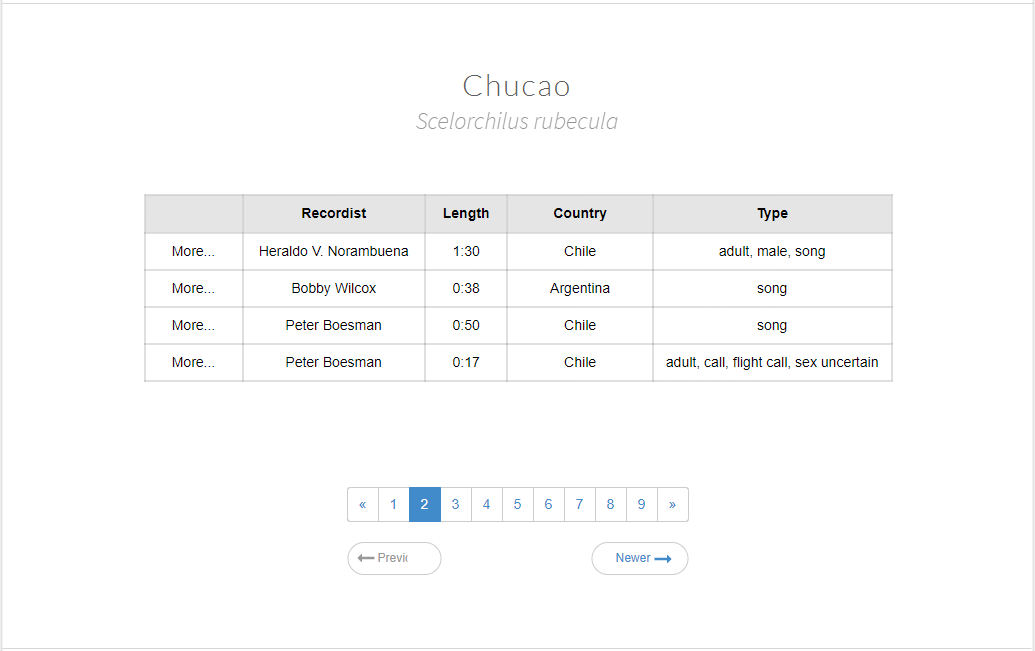 Chucao
Scelorchilus rubecula
Recordist Length Country Type
More... Heraldo V. Norambuena 1:30 Chile adult, male, song
More... Bobby Wilcox 0:38 Argentina song
More... Peter Boesman 0:50 Chile song
More... Peter Boesman 0:17 Chile adult, call, flight call, sex uncertain
« 1 2 3 4 5 6 7 8 9 »
Previc Newer